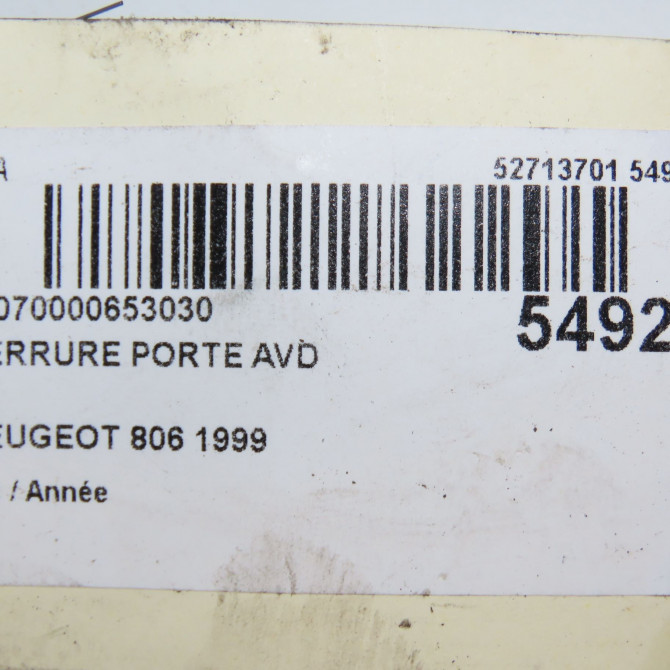 A
52713701 549
070000653030
5492
ERRURE PORTE AVD
EUGEOT 806 1999
/ Année